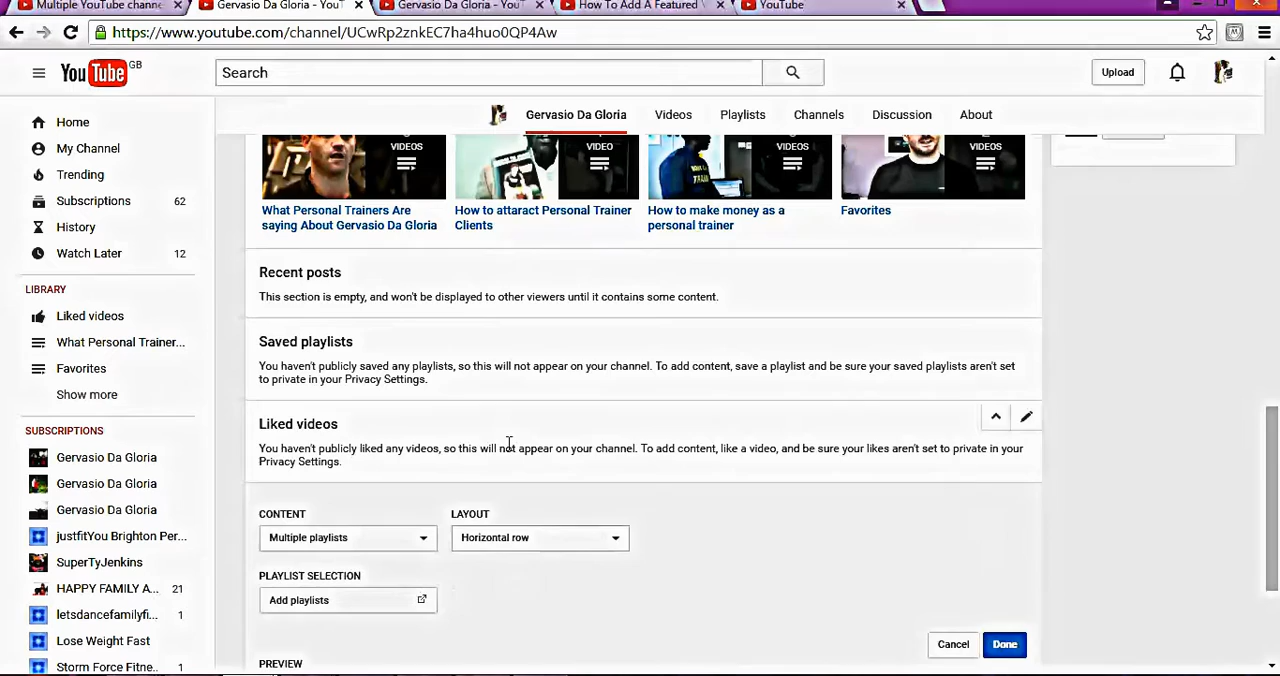 Multiple YouTube channe
Gervasio Da Gloria - YouT
Gervasio Da Gloria - YouT
How To Add A Featured
YouTube
https://www.youtube.com/channel/UCwRp2znkEC7ha4huo0QP4Aw
YouTube GB
Search
Upload
Gervasio Da Gloria
Videos
Playlists
Channels
Discussion
About
Home
My Channel
Trending
Subscriptions 62
History
Watch Later 12
LIBRARY
Liked videos
What Personal Trainer...
Favorites
Show more
SUBSCRIPTIONS
Gervasio Da Gloria
Gervasio Da Gloria
Gervasio Da Gloria
justfitYou Brighton Per...
SuperTyJenkins
HAPPY FAMILY A... 21
letsdancefamilyfi... 1
Lose Weight Fast
Storm Force Fitne... 1
VIDEOS
VIDEO
VIDEOS
VIDEOS
What Personal Trainers Are
saying About Gervasio Da Gloria
How to attaract Personal Trainer
Clients
How to make money as a
personal trainer
Favorites
Recent posts
This section is empty, and won't be displayed to other viewers until it contains some content.
Saved playlists
You haven't publicly saved any playlists, so this will not appear on your channel. To add content, save a playlist and be sure your saved playlists aren't set
to private in your Privacy Settings.
Liked videos
You haven't publicly liked any videos, so this will not appear on your channel. To add content, like a video, and be sure your likes aren't set to private in your
Privacy Settings.
CONTENT
LAYOUT
Multiple playlists
Horizontal row
PLAYLIST SELECTION
Add playlists
Cancel
Done
PREVIEW